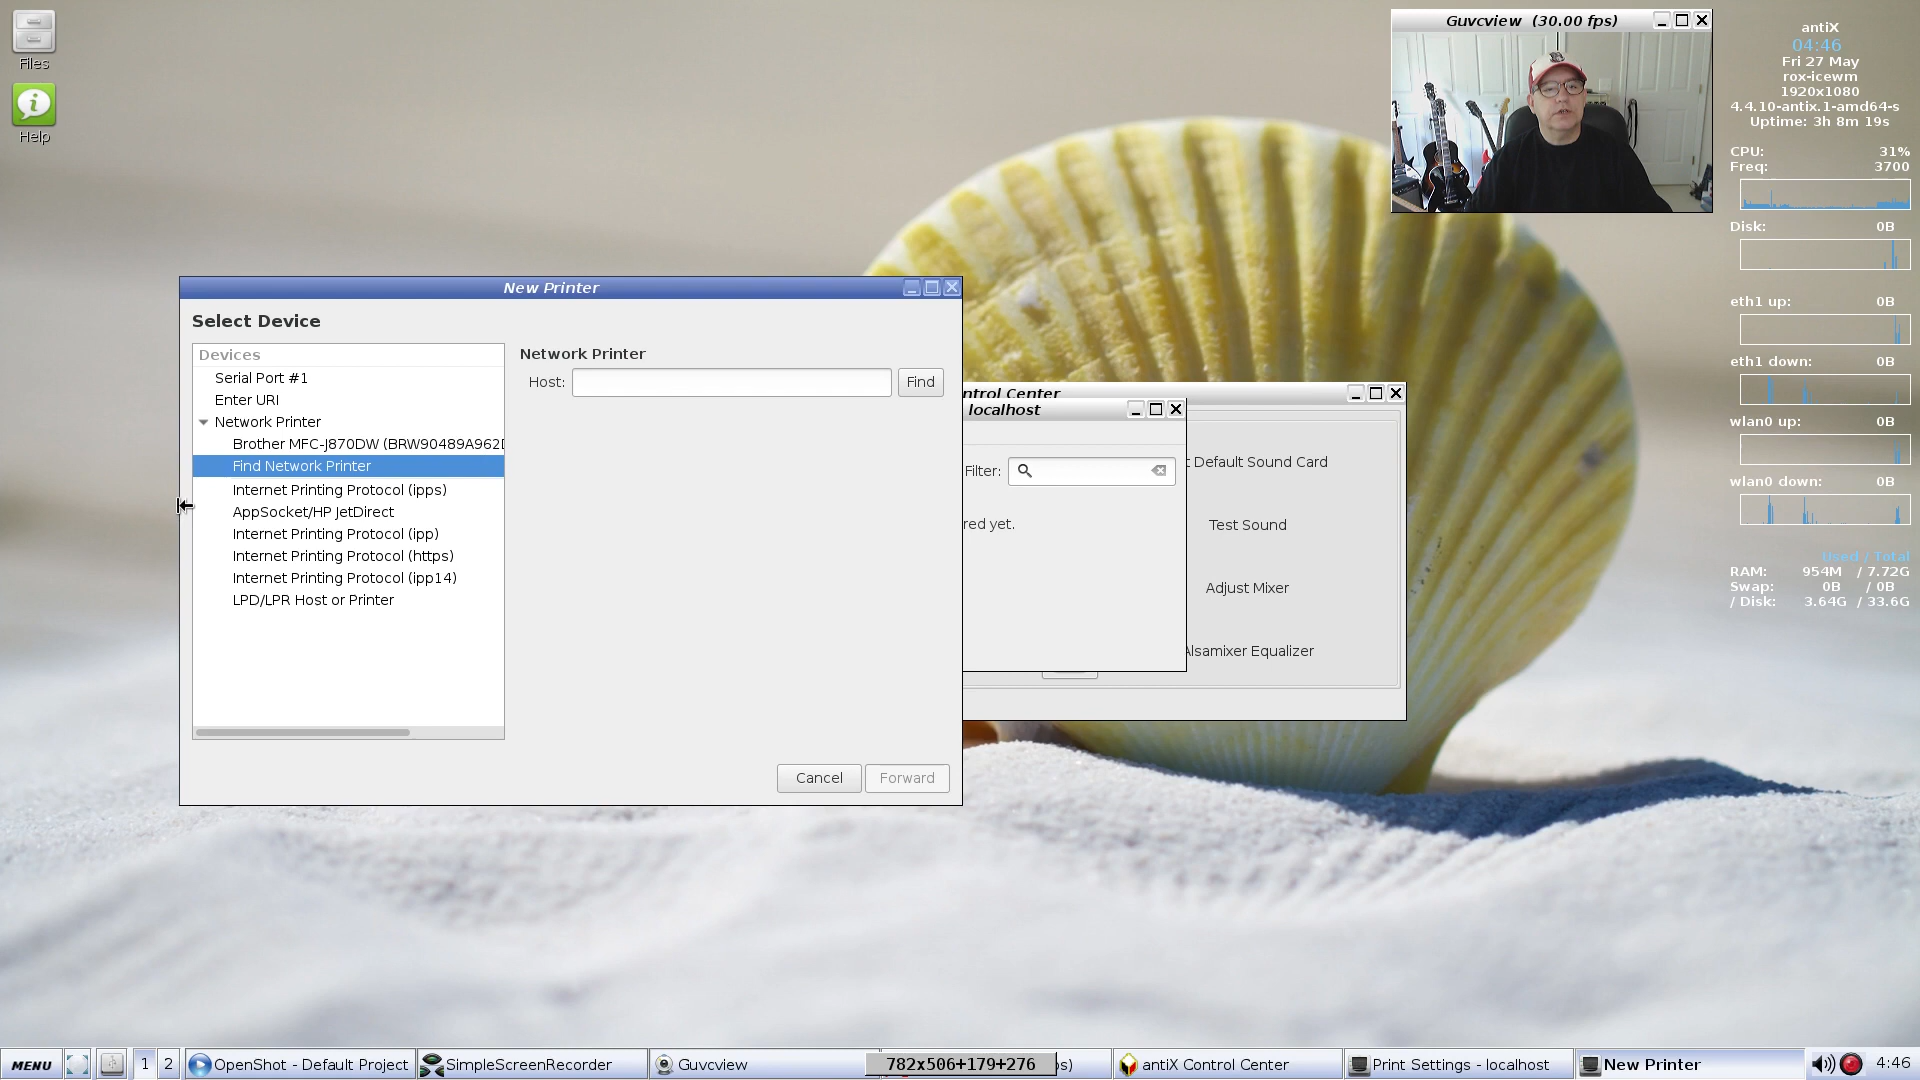 Files
Help
Guvcview (30.00 fps)
antiX
04:46
Fri 27 May
rox-icewm
1920x1080
4.4.10-antix.1-amd64-s
Uptime: 3h 8m 19s
CPU: 31%
Freq: 3700
Disk: 0B
eth1 up: 0B
eth1 down: 0B
wlan0 up: 0B
wlan0 down: 0B
Used / Total
RAM: 954M / 7.72G
Swap: 0B / 0B
/ Disk: 3.64G / 33.6G
New Printer
Select Device
Devices
Serial Port #1
Enter URI
Network Printer
Brother MFC-J870DW (BRW90489A962
Find Network Printer
Internet Printing Protocol (ipps)
AppSocket/HP JetDirect
Internet Printing Protocol (ipp)
Internet Printing Protocol (https)
Internet Printing Protocol (ipp14)
LPD/LPR Host or Printer
Network Printer
Host:
Find
Cancel
Forward
ntrol Center
localhost
Filter:
red yet.
t Default Sound Card
Test Sound
Adjust Mixer
Alsamixer Equalizer
MENU
1
2
OpenShot - Default Project
SimpleScreenRecorder
Guvcview
782x506+179+276
os)
antiX Control Center
Print Settings - localhost
New Printer
4:46